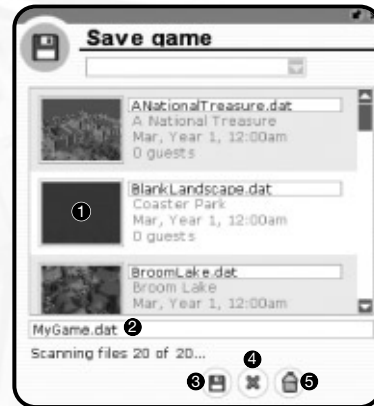 Save game
ANationalTreasure.dat
A National Treasure
Mar, Year 1, 12:00am
0 guests
BlankLandscape.dat
Coaster Park
Mar, Year 1, 12:00am
0 guests
BroomLake.dat
Broom Lake
Mar, Year 1, 12:00am
MyGame.dat
Scanning files 20 of 20...
1
2
3
4
5